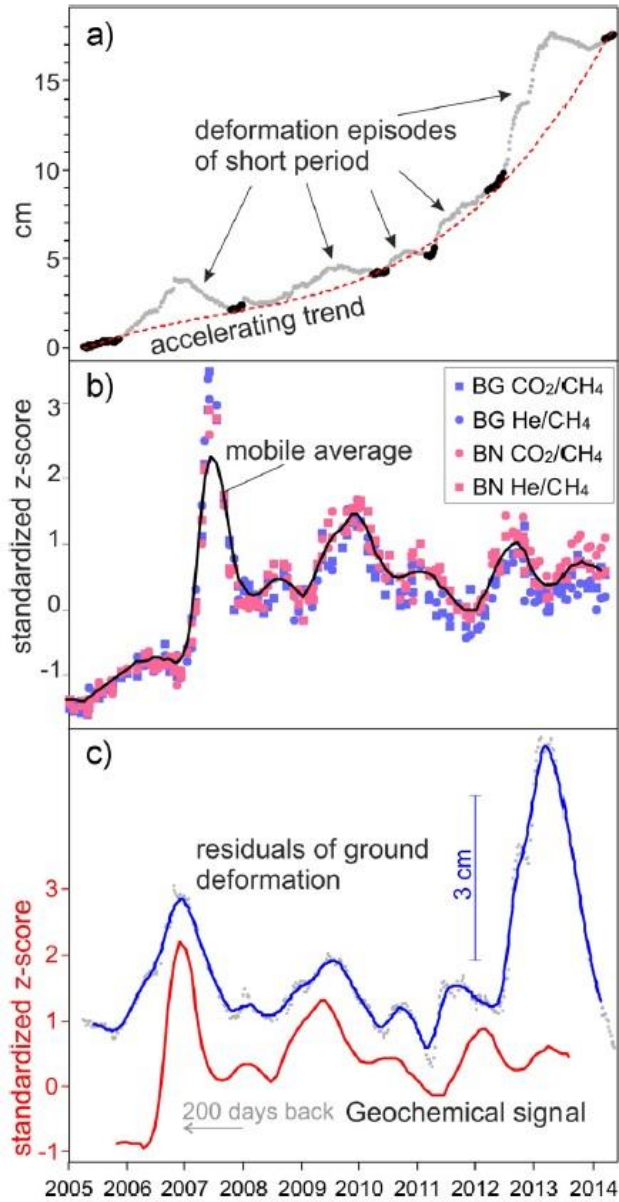 a)
15
10
5
0
cm
deformation episodes
of short period
accelerating trend
b)
3
2
1
0
-1
standardized z-score
mobile average
BG CO₂/CH₄
BG He/CH₄
BN CO₂/CH₄
BN He/CH₄
c)
residuals of ground
deformation
3 cm
3
2
1
0
-1
standardized z-score
200 days back
Geochemical signal
2005 2006 2007 2008 2009 2010 2011 2012 2013 2014